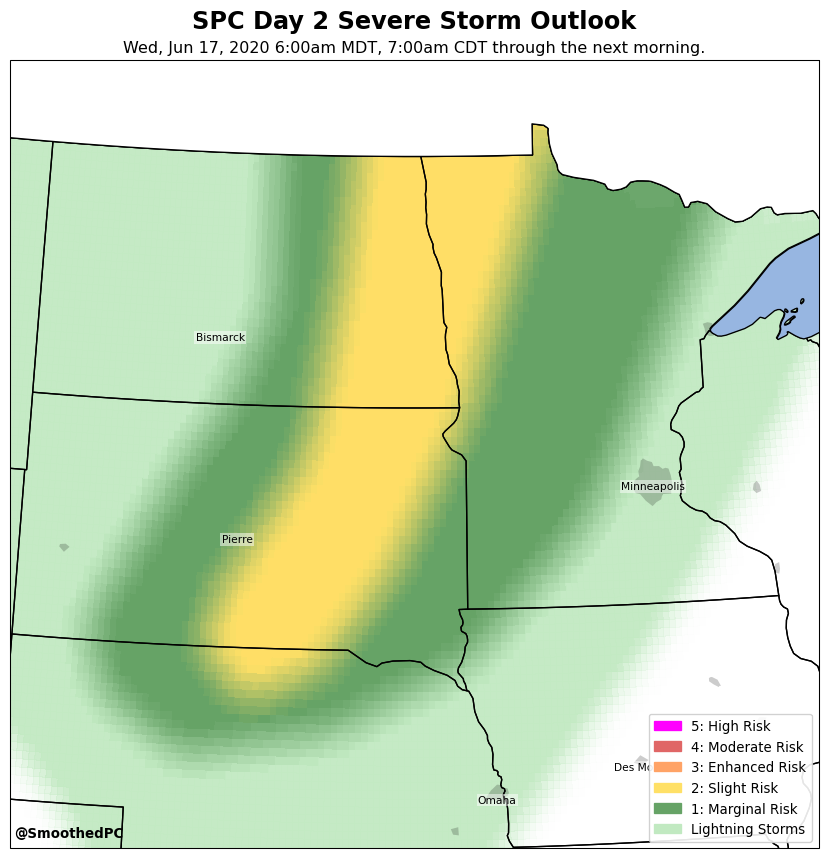 SPC Day 2 Severe Storm Outlook
Wed, Jun 17, 2020 6:00am MDT, 7:00am CDT through the next morning.
Bismarck
Minneapolis
Pierre
5: High Risk
4: Moderate Risk
Des Mo
3: Enhanced Risk
2: Slight Risk
Omaha
1: Marginal Risk
Lightning Storms
@SmoothedPC